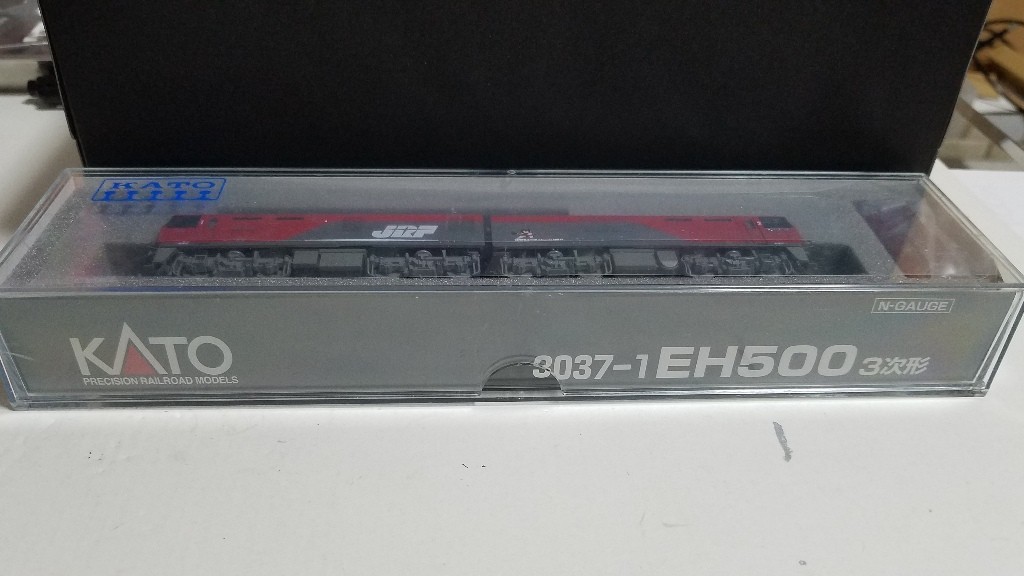 KATO
JRF
N-GAUGE
KATO
PRECISION RAILROAD MODELS
3037-1 EH500 3次形